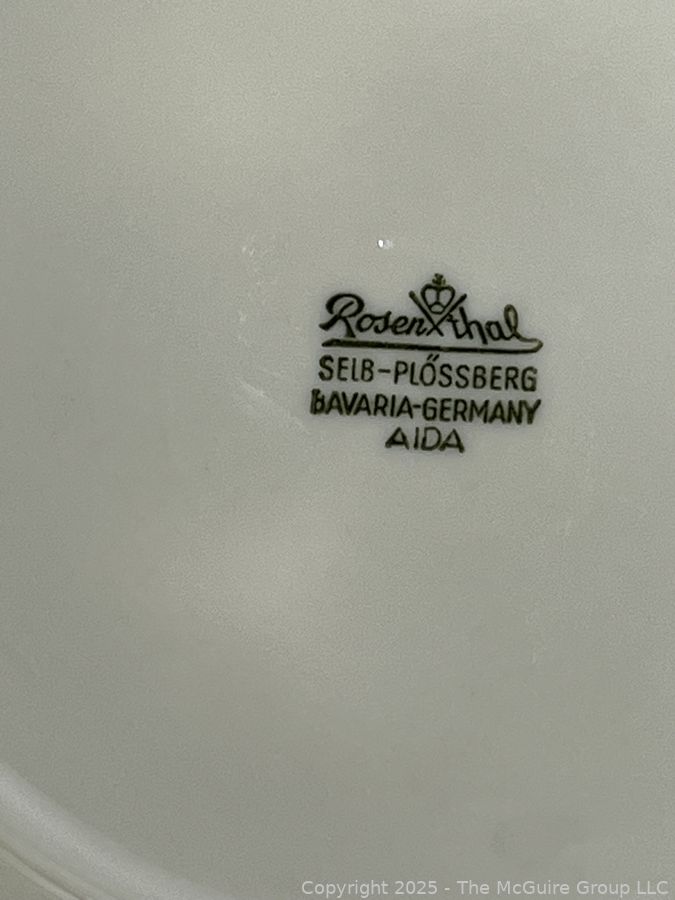 Rosenthal
SELB-PLÖSSBERG
BAVARIA-GERMANY
AIDA
Copyright 2025 - The McGuire Group LLC